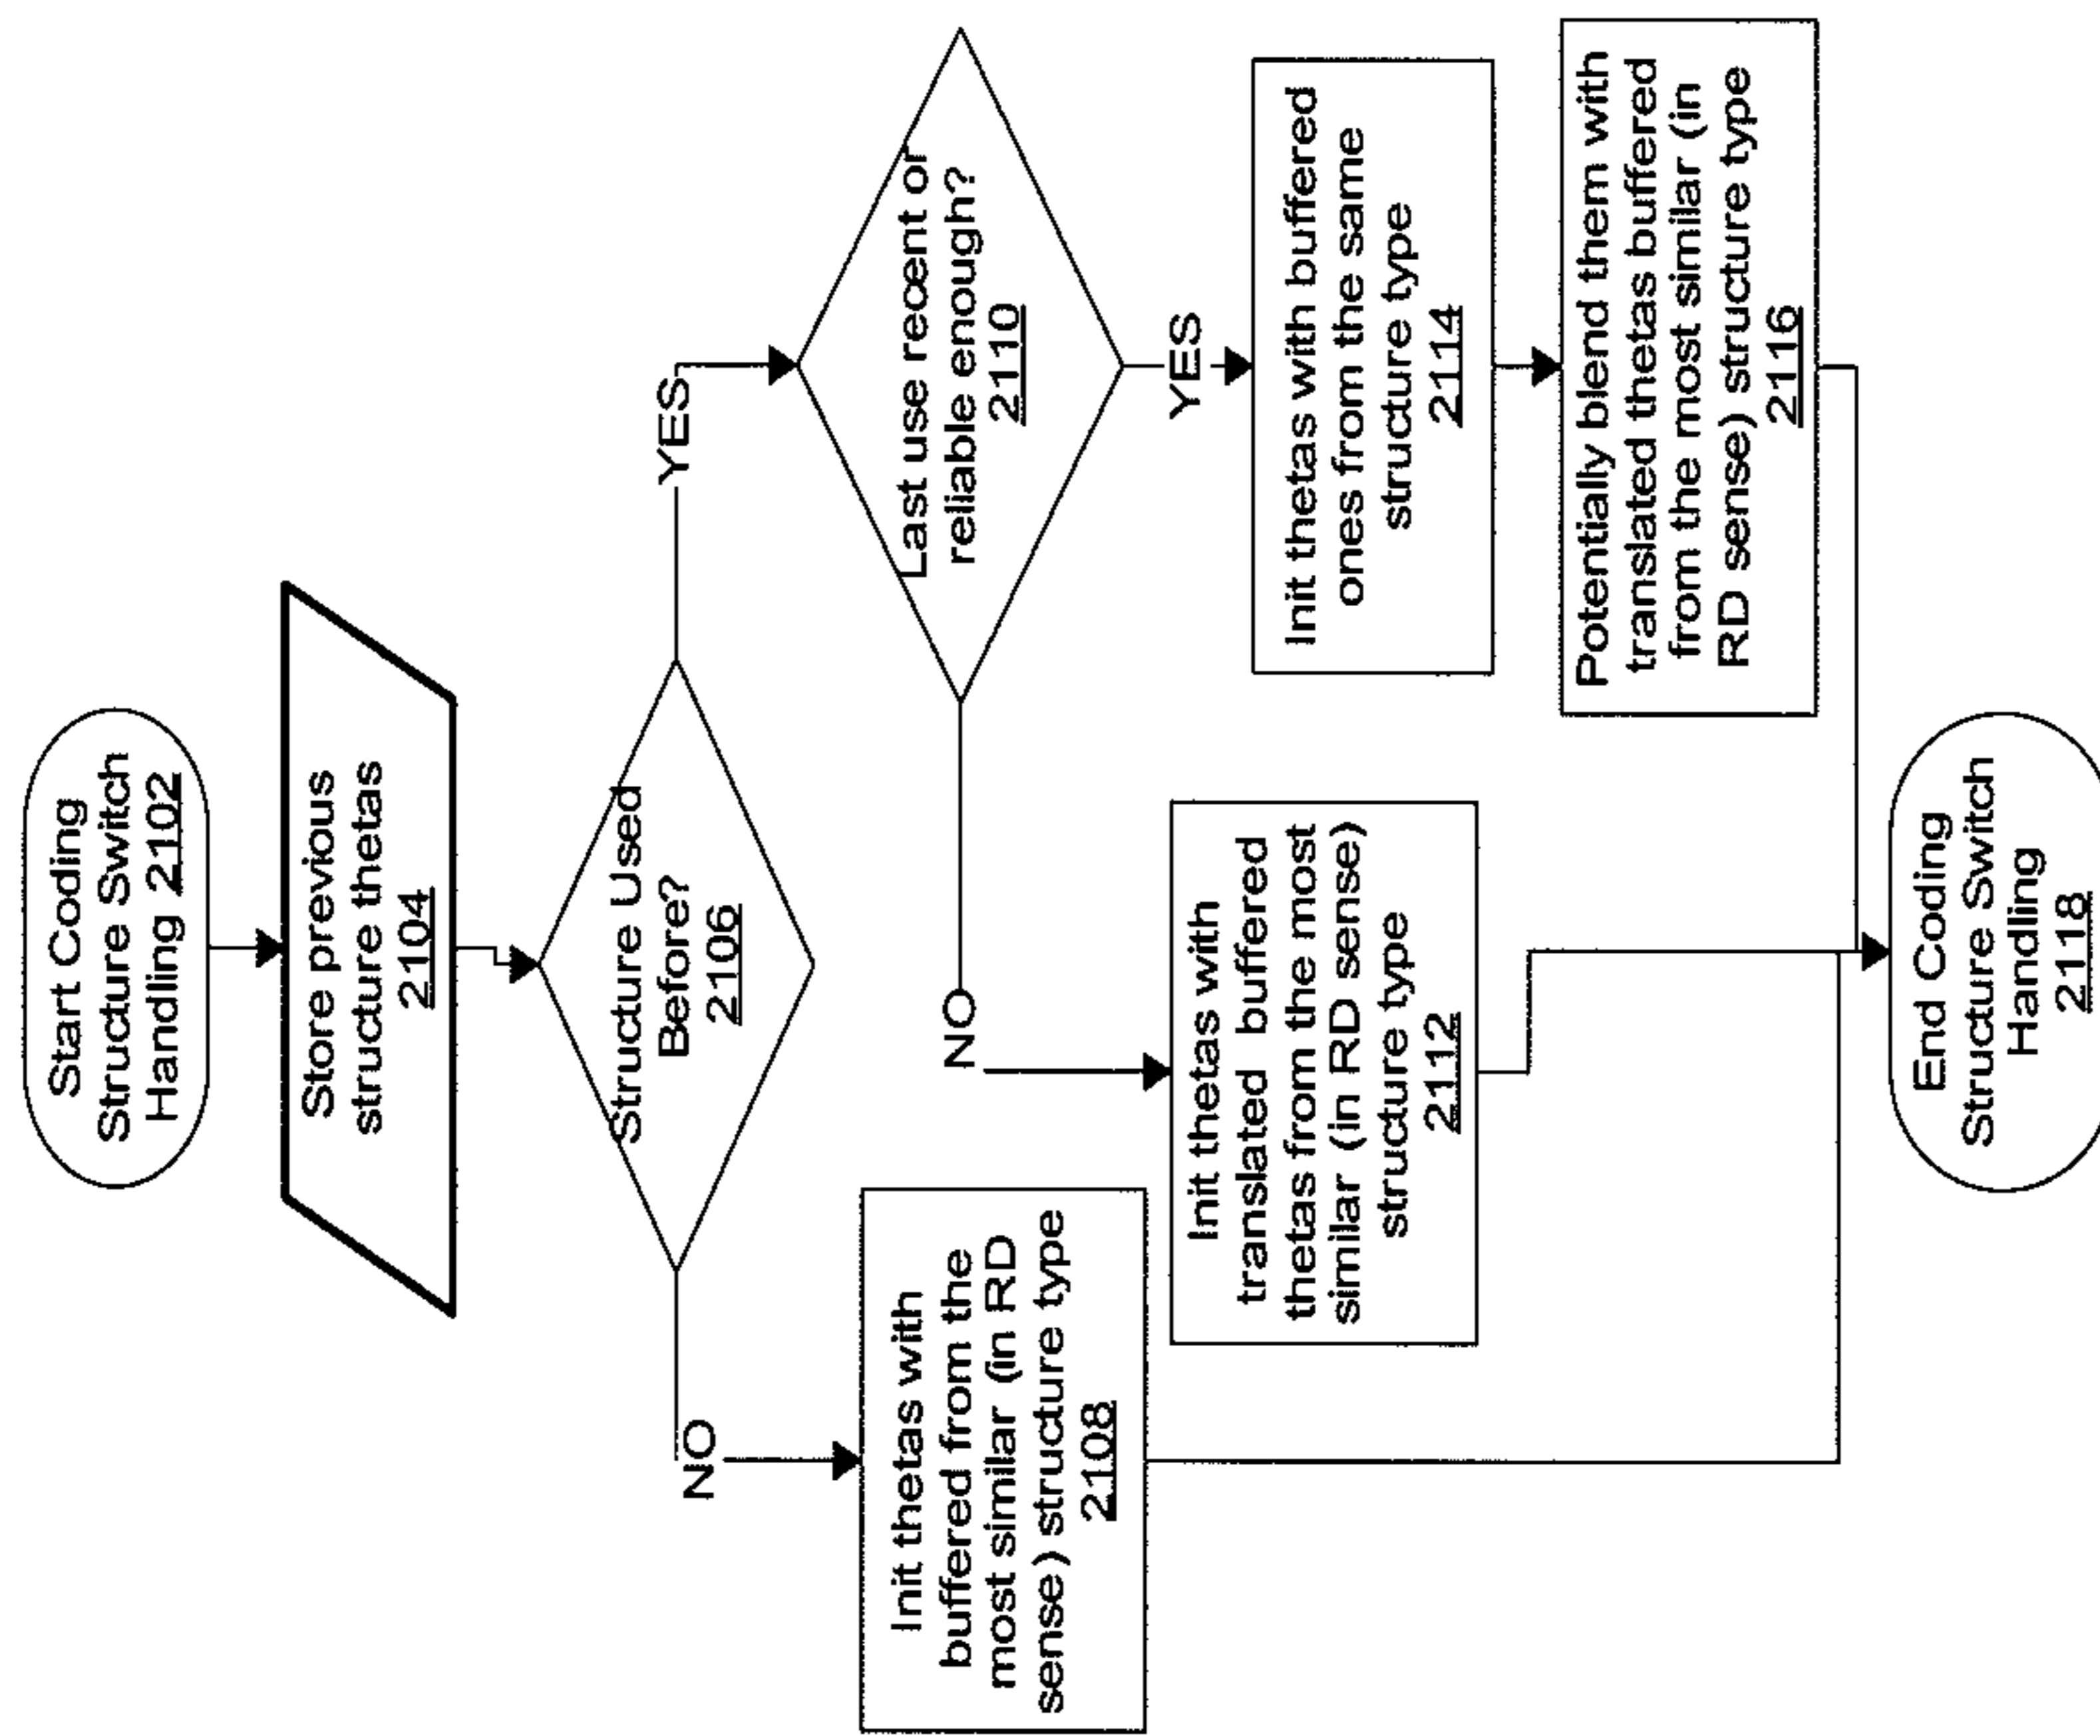 Start Coding
Structure Switch
Handling 2102
Store previous
structure thetas
2104
Structure Used
Before?
2106
NO
YES
Init thetas with
buffered from the
most similar (in RD
sense) structure type
2108
Last use recent or
reliable enough?
2110
NO
YES
Init thetas with
translated buffered
thetas from the most
similar (in RD sense)
structure type
2112
Init thetas with buffered
ones from the same
structure type
2114
Potentially blend them with
translated thetas buffered
from the most similar (in
RD sense) structure type
2116
End Coding
Structure Switch
Handling
2118